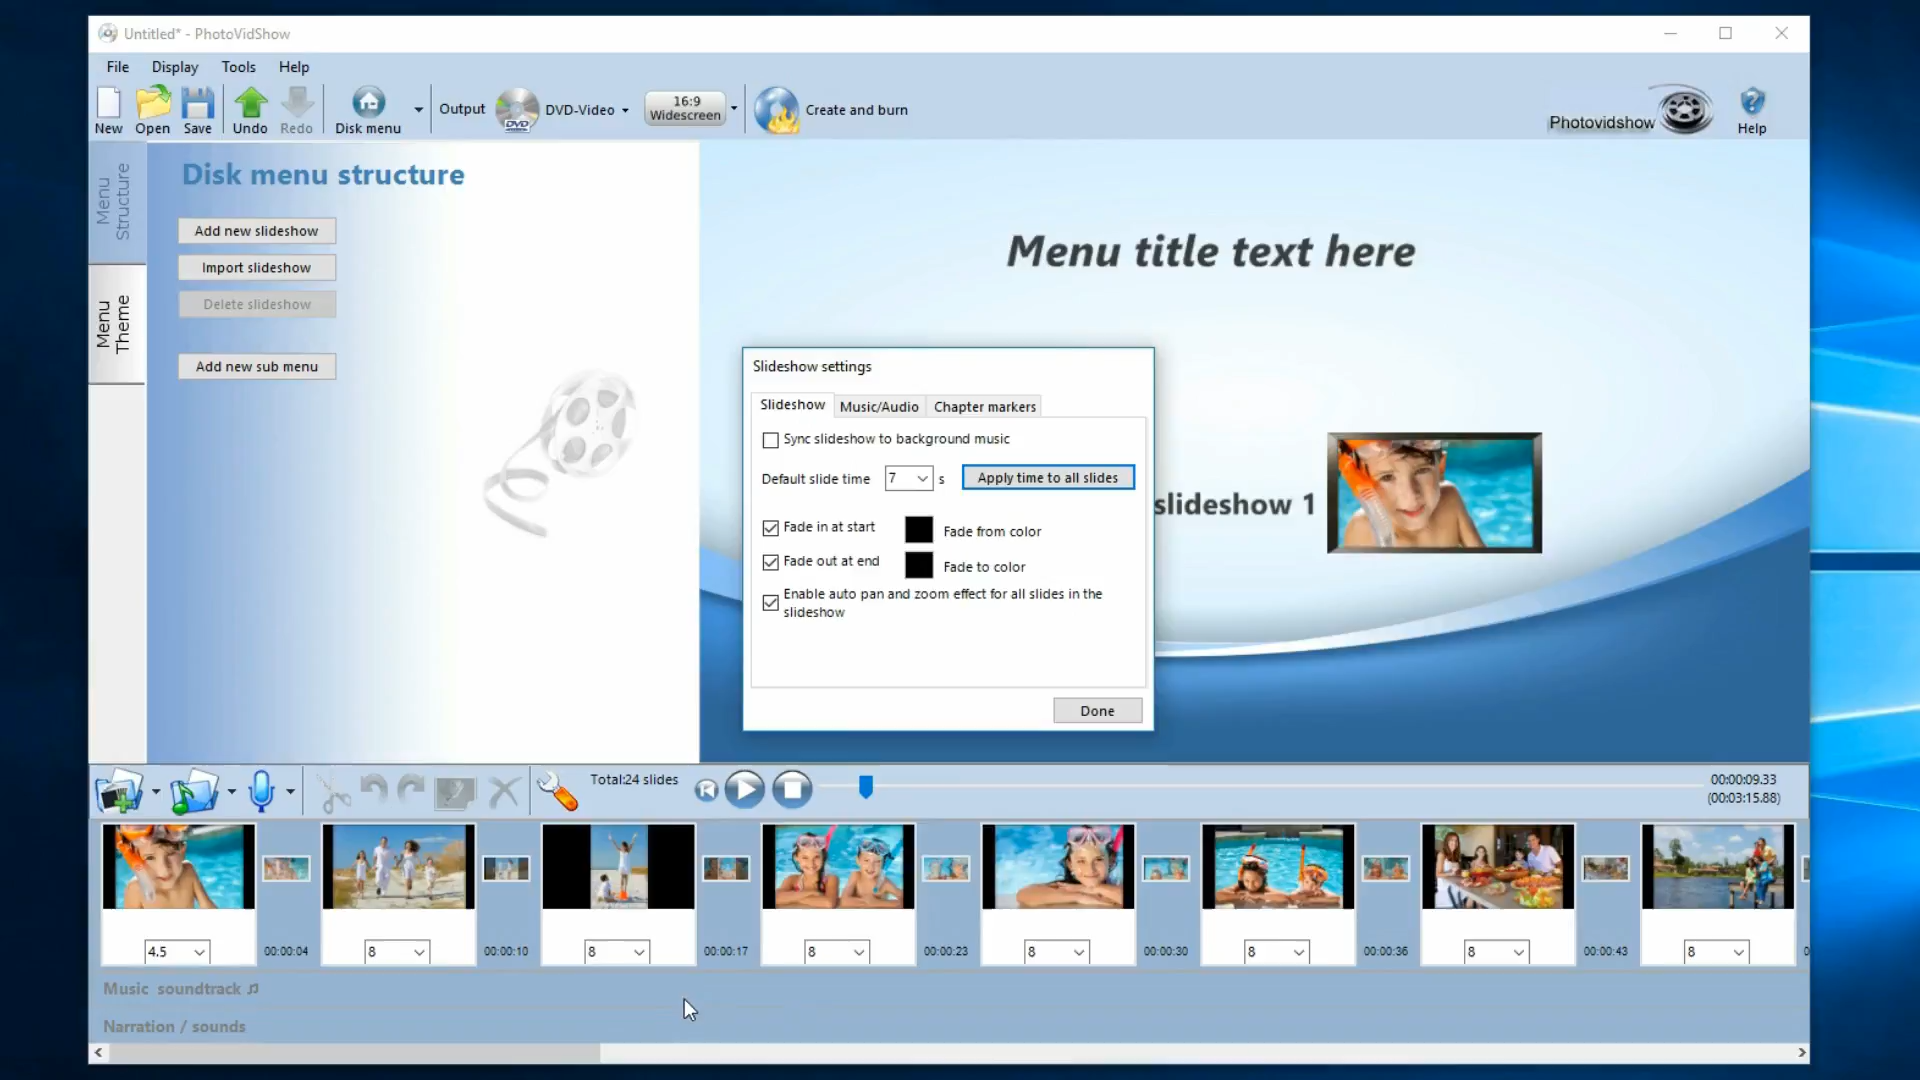 Untitled* - PhotoVidShow
File Display Tools Help
New Open Save Undo Redo Disk menu Output DVD DVD-Video 16:9 Widescreen Create and burn Photovidshow Help
Menu Structure
Menu Theme
Disk menu structure
Add new slideshow
Import slideshow
Delete slideshow
Add new sub menu
Menu title text here
slideshow 1
Slideshow settings
Slideshow Music/Audio Chapter markers
Sync slideshow to background music
Default slide time 7 s Apply time to all slides
Fade in at start Fade from color
Fade out at end Fade to color
Enable auto pan and zoom effect for all slides in the
slideshow
Done
Total:24 slides
00:00:09.33
(00:03:15.88)
4.5 00:00:04 8 00:00:10 8 00:00:17 8 00:00:23 8 00:00:30 8 00:00:36 8 00:00:43 8
Music soundtrack
Narration / sounds